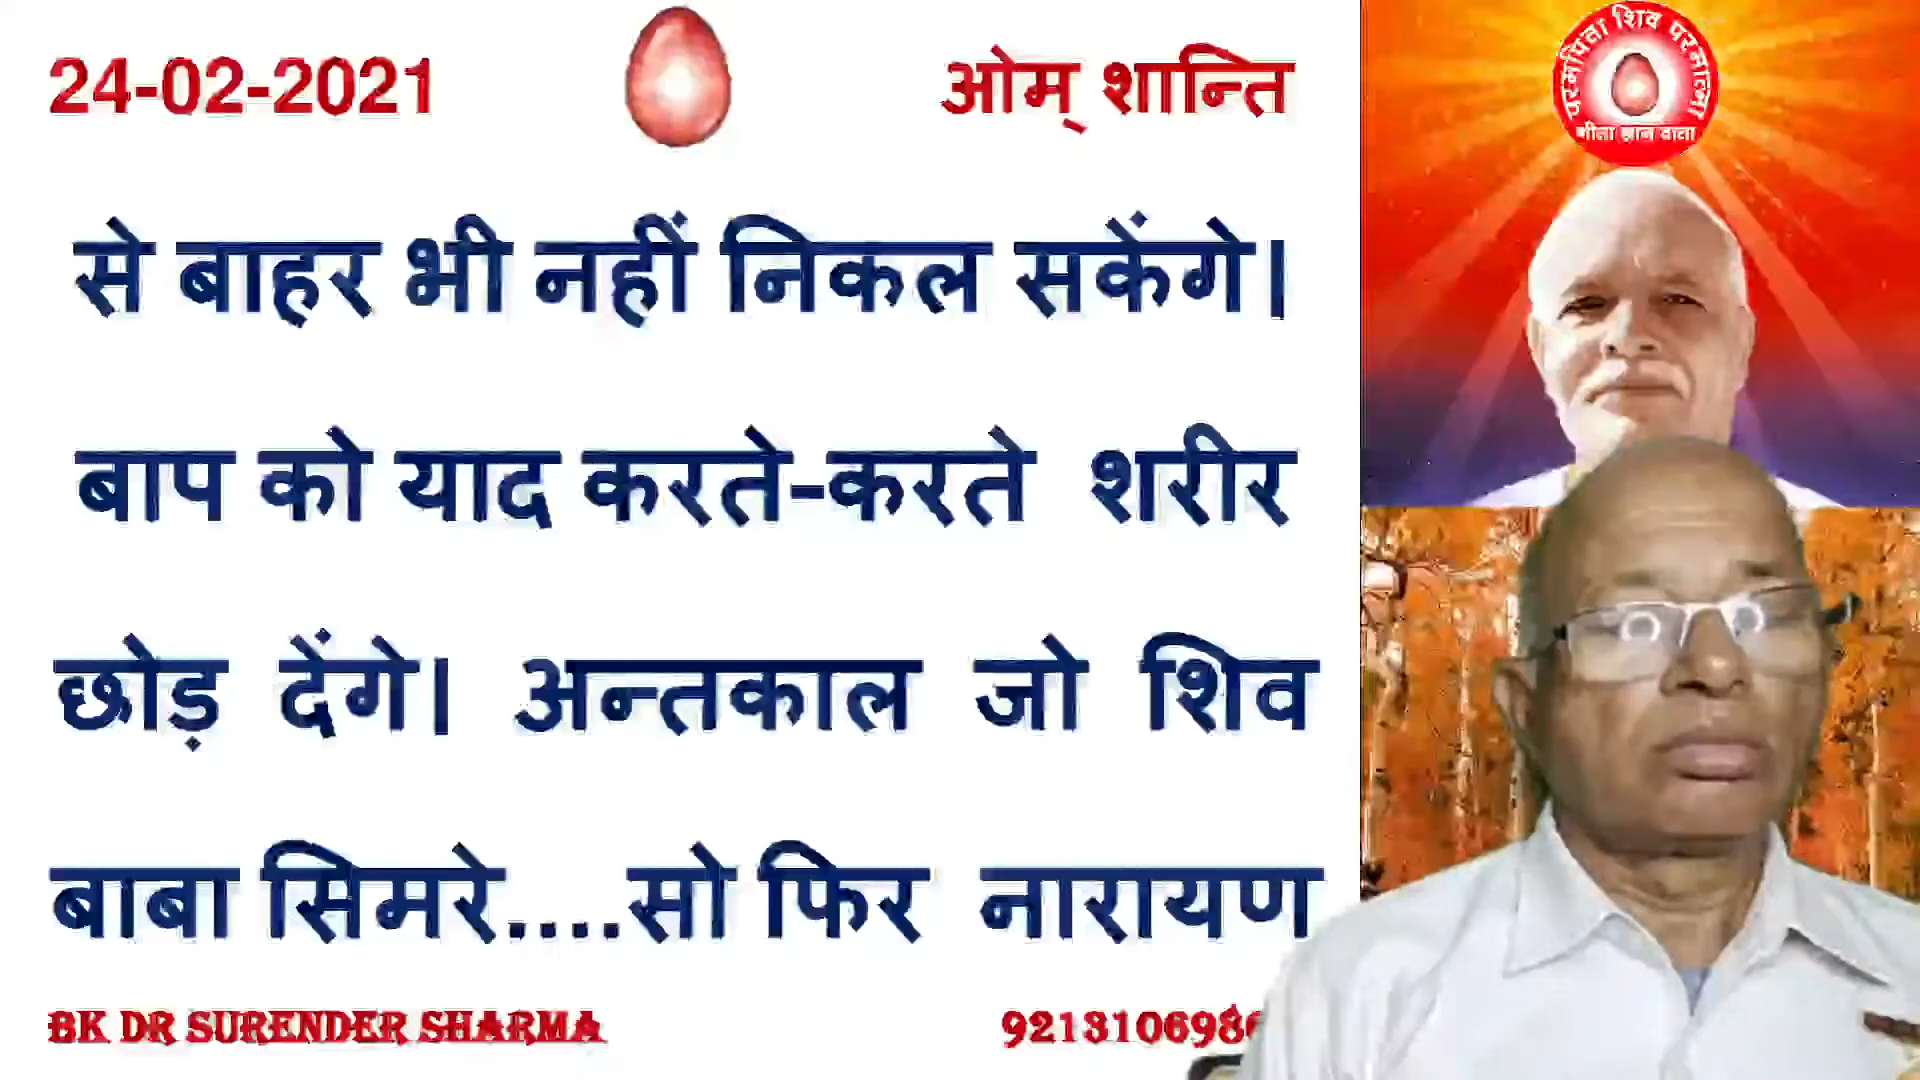 24-02-2021
ओम् शान्ति
परमपिता शिव परमात्मा
गीता ज्ञान दाता
से बाहर भी नहीं निकल सकेंगे।
बाप को याद करते-करते शरीर
छोड़ देंगे। अन्तकाल जो शिव
बाबा सिमरे....सो फिर नारायण
BK DR SURENDER SHARMA